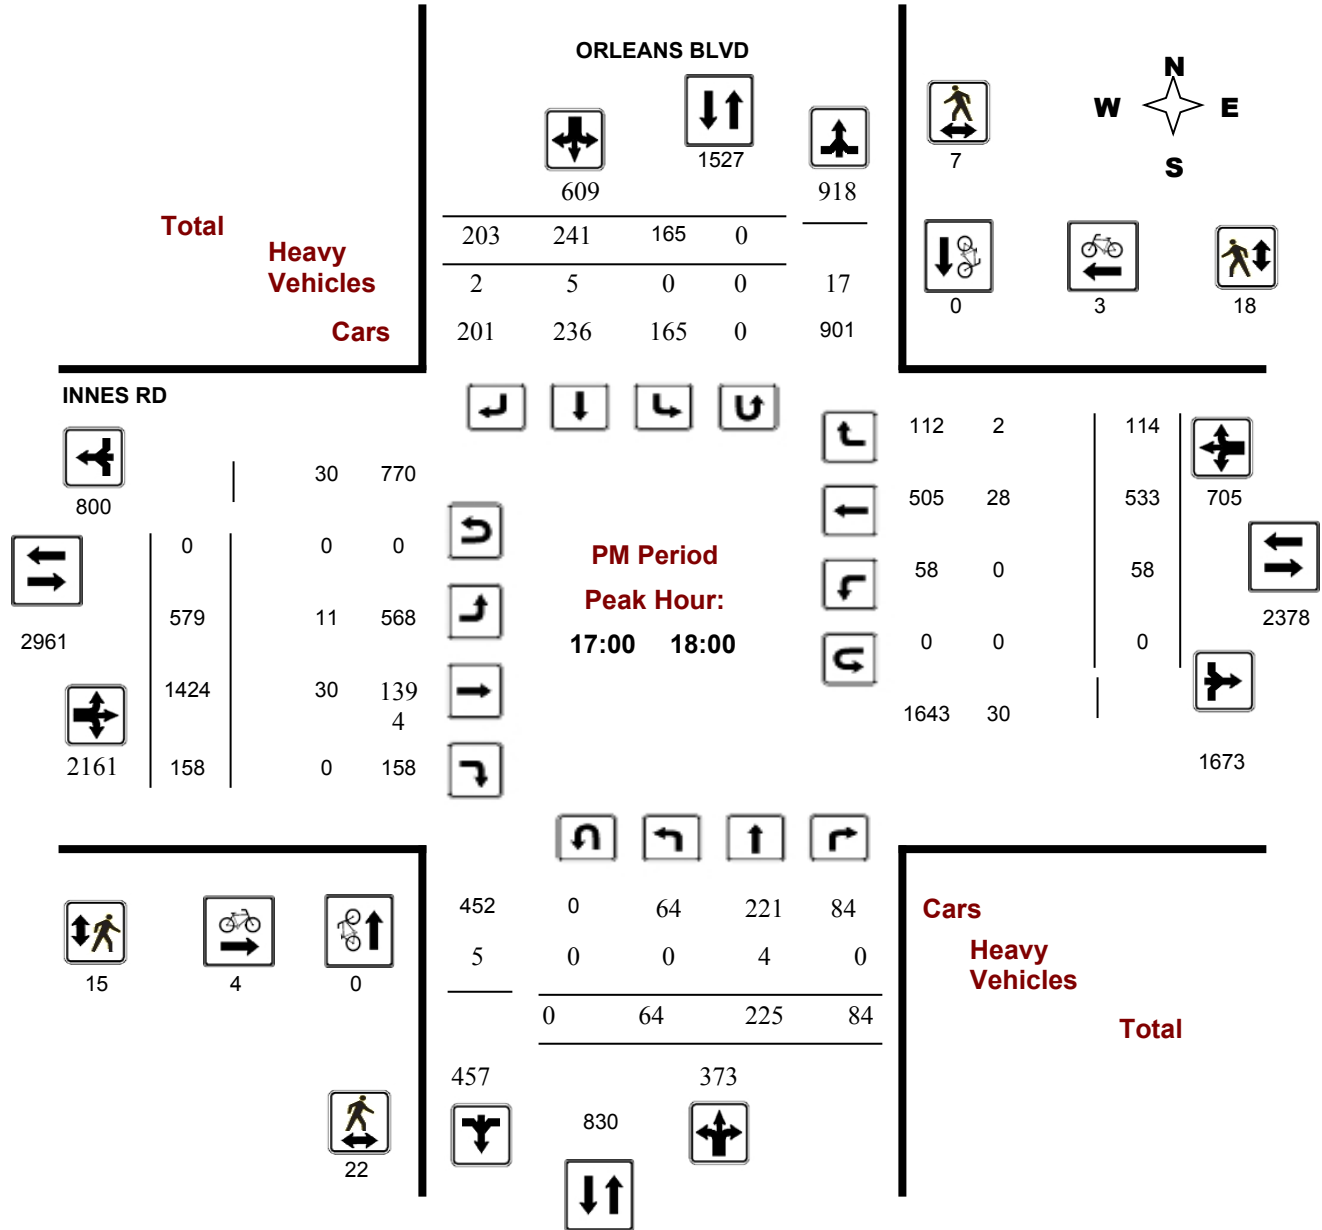 ORLEANS BLVD
N
W E
S
1527
7
609 918
Total
203 241 165 0
Heavy
Vehicles
2 5 0 0 17
0 3 18
Cars
201 236 165 0 901
INNES RD
112 2 114
30 770
800
505 28 533 705
0 0 0
PM Period
58 0 58
Peak Hour:
579 11 568
2378
2961
17:00 18:00
0 0 0
1424 30 139
4
1643 30
2161 158 0 158
1673
452 0 64 221 84
Cars
5 0 0 4 0
Heavy
Vehicles
15 4 0
0 64 225 84
Total
457 373
830
22